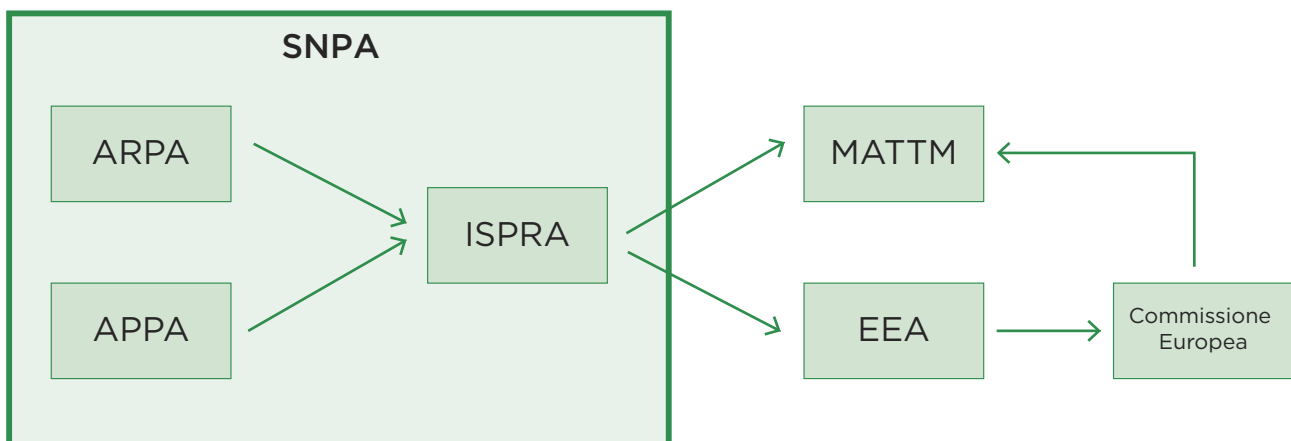 SNPA
ARPA
MATTM
ISPRA
APPA
EEA
Commissione
Europea